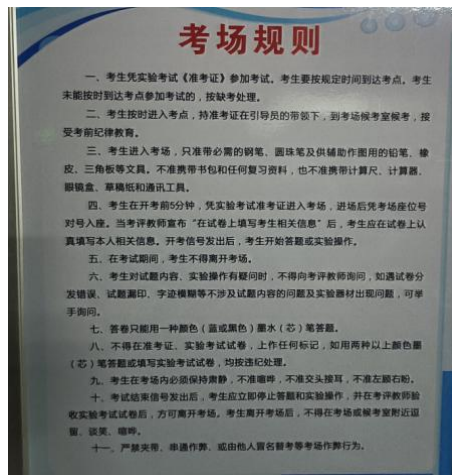 考场规则
一、考生凭实验考试《准考证》参加考试。考生要按规定时间到达考点。考生
未能按时到达考点参加考试的，按缺考处理。
二、考生按时进入考点，持准考证在引导员的带领下，到考场候考室候考，接
受考前纪律教育。
三、考生进入考场，只准带必需的钢笔、圆珠笔及供辅助作图用的铅笔、橡
皮、三角板等文具。不准携带书包和任何复习资料，也不准携带计算尺、计算器、
眼镜盒、草稿纸和通讯工具。
四、考生在开考前5分钟，凭实验考试准考证进入考场，进场后凭考场座位号
对号入座。当考评教师宣布“在试卷上填写考生相关信息”后，考生应在试卷上认
真填写本人相关信息。开考信号发出后，考生开始答题或实验操作。
五、在考试期间，考生不得离开考场。
六、考生对试题内容、实验操作有疑问时，不得向考评教师询问，如遇试卷分
发错误、试题漏印、字迹模糊等不涉及试题内容的问题及实验器材出现问题，可举
手询问。
七、答卷只能用一种颜色（蓝或黑色）墨水（芯）笔答题。
八、不得在准考证、实验考试试卷，上作任何标记，如用两种以上颜色墨
（芯）笔答题或填写实验考试试卷，均按违纪处理。
九、考生在场内必须保持肃静，不准喧哗，不准交头接耳，不准左顾右盼。
十、考试结束信号发出后，考生应立即停止答题和实验操作，并在考评教师验
收实验考试试卷后，方可离开考场。考生离开考场后，不得在考场或候考室附近逗
留、谈笑、喧哗。
十一、严禁夹带、串通作弊、或由他人冒名替考等考场作弊行为。